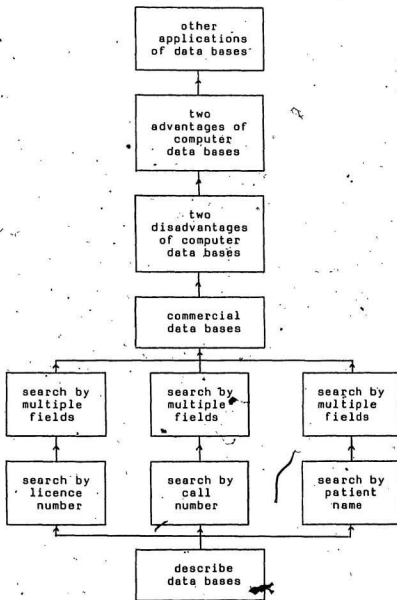 other
applications
of data bases
two
advantages of
computer
data bases
two
disadvantages
of computer
data bases
commercial
data bases
search by
multiple
fields
search by
multiple
fields
search by
multiple
fields
search by
licence
number
search by
call
number
search by
patient
name
describe
data bases